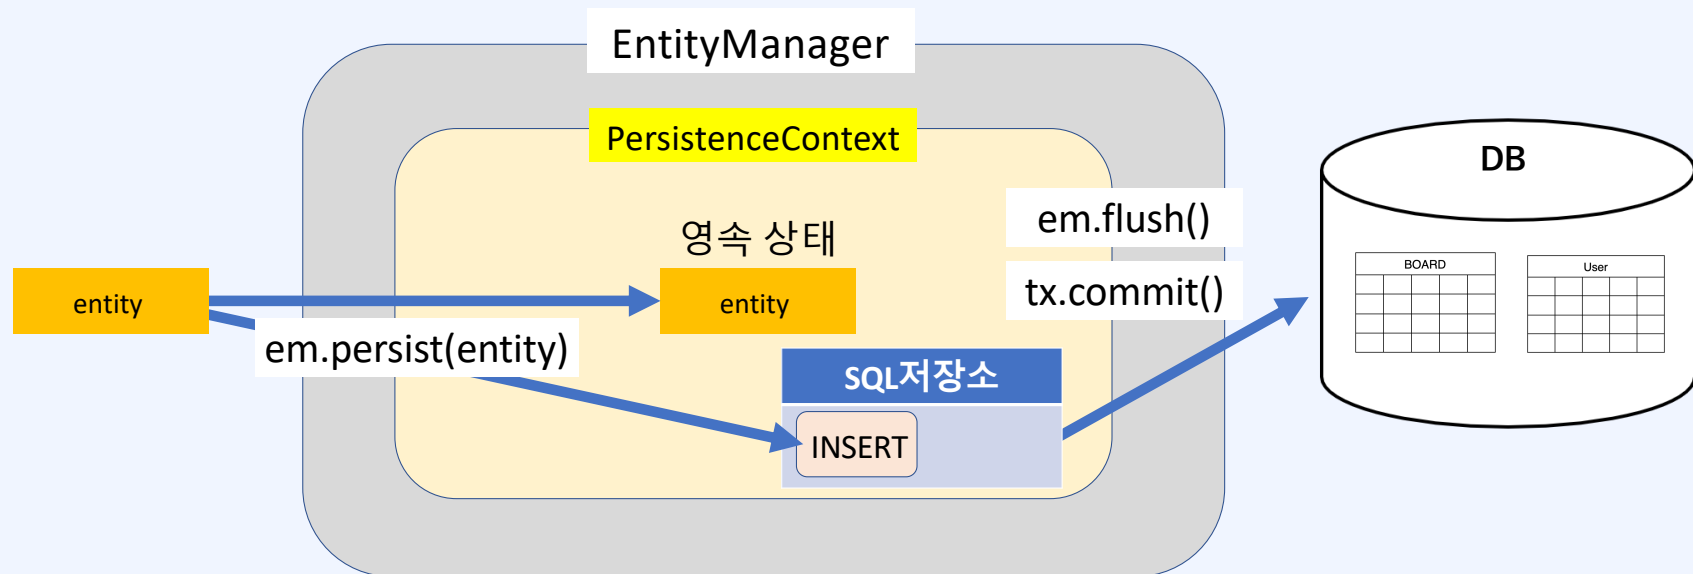 EntityManager
PersistenceContext
DB
em.flush()
영속 상태
BOARD
User
entity
entity
tx.commit()
em.persist(entity)
SQL저장소
INSERT